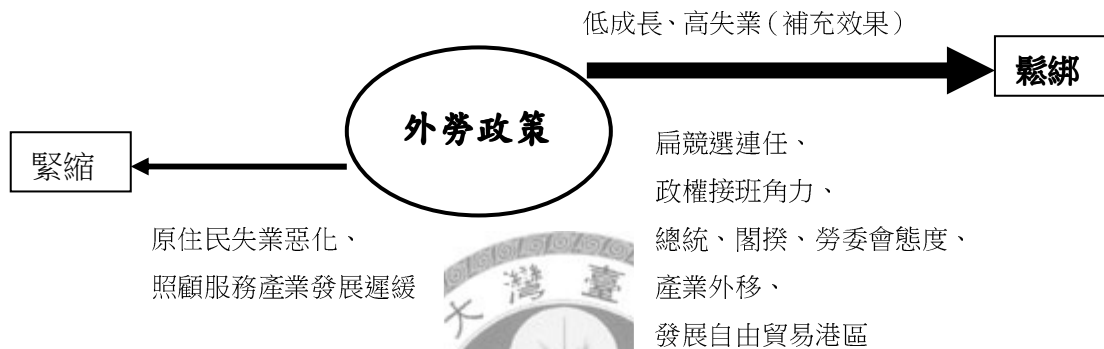 低成長、高失業（補充效果）
鬆綁
外勞政策
緊縮
扁競選連任、
政權接班角力、
總統、閣揆、勞委會態度、
產業外移、
發展自由貿易港區
原住民失業惡化、
照顧服務產業發展遲緩
大灣臺